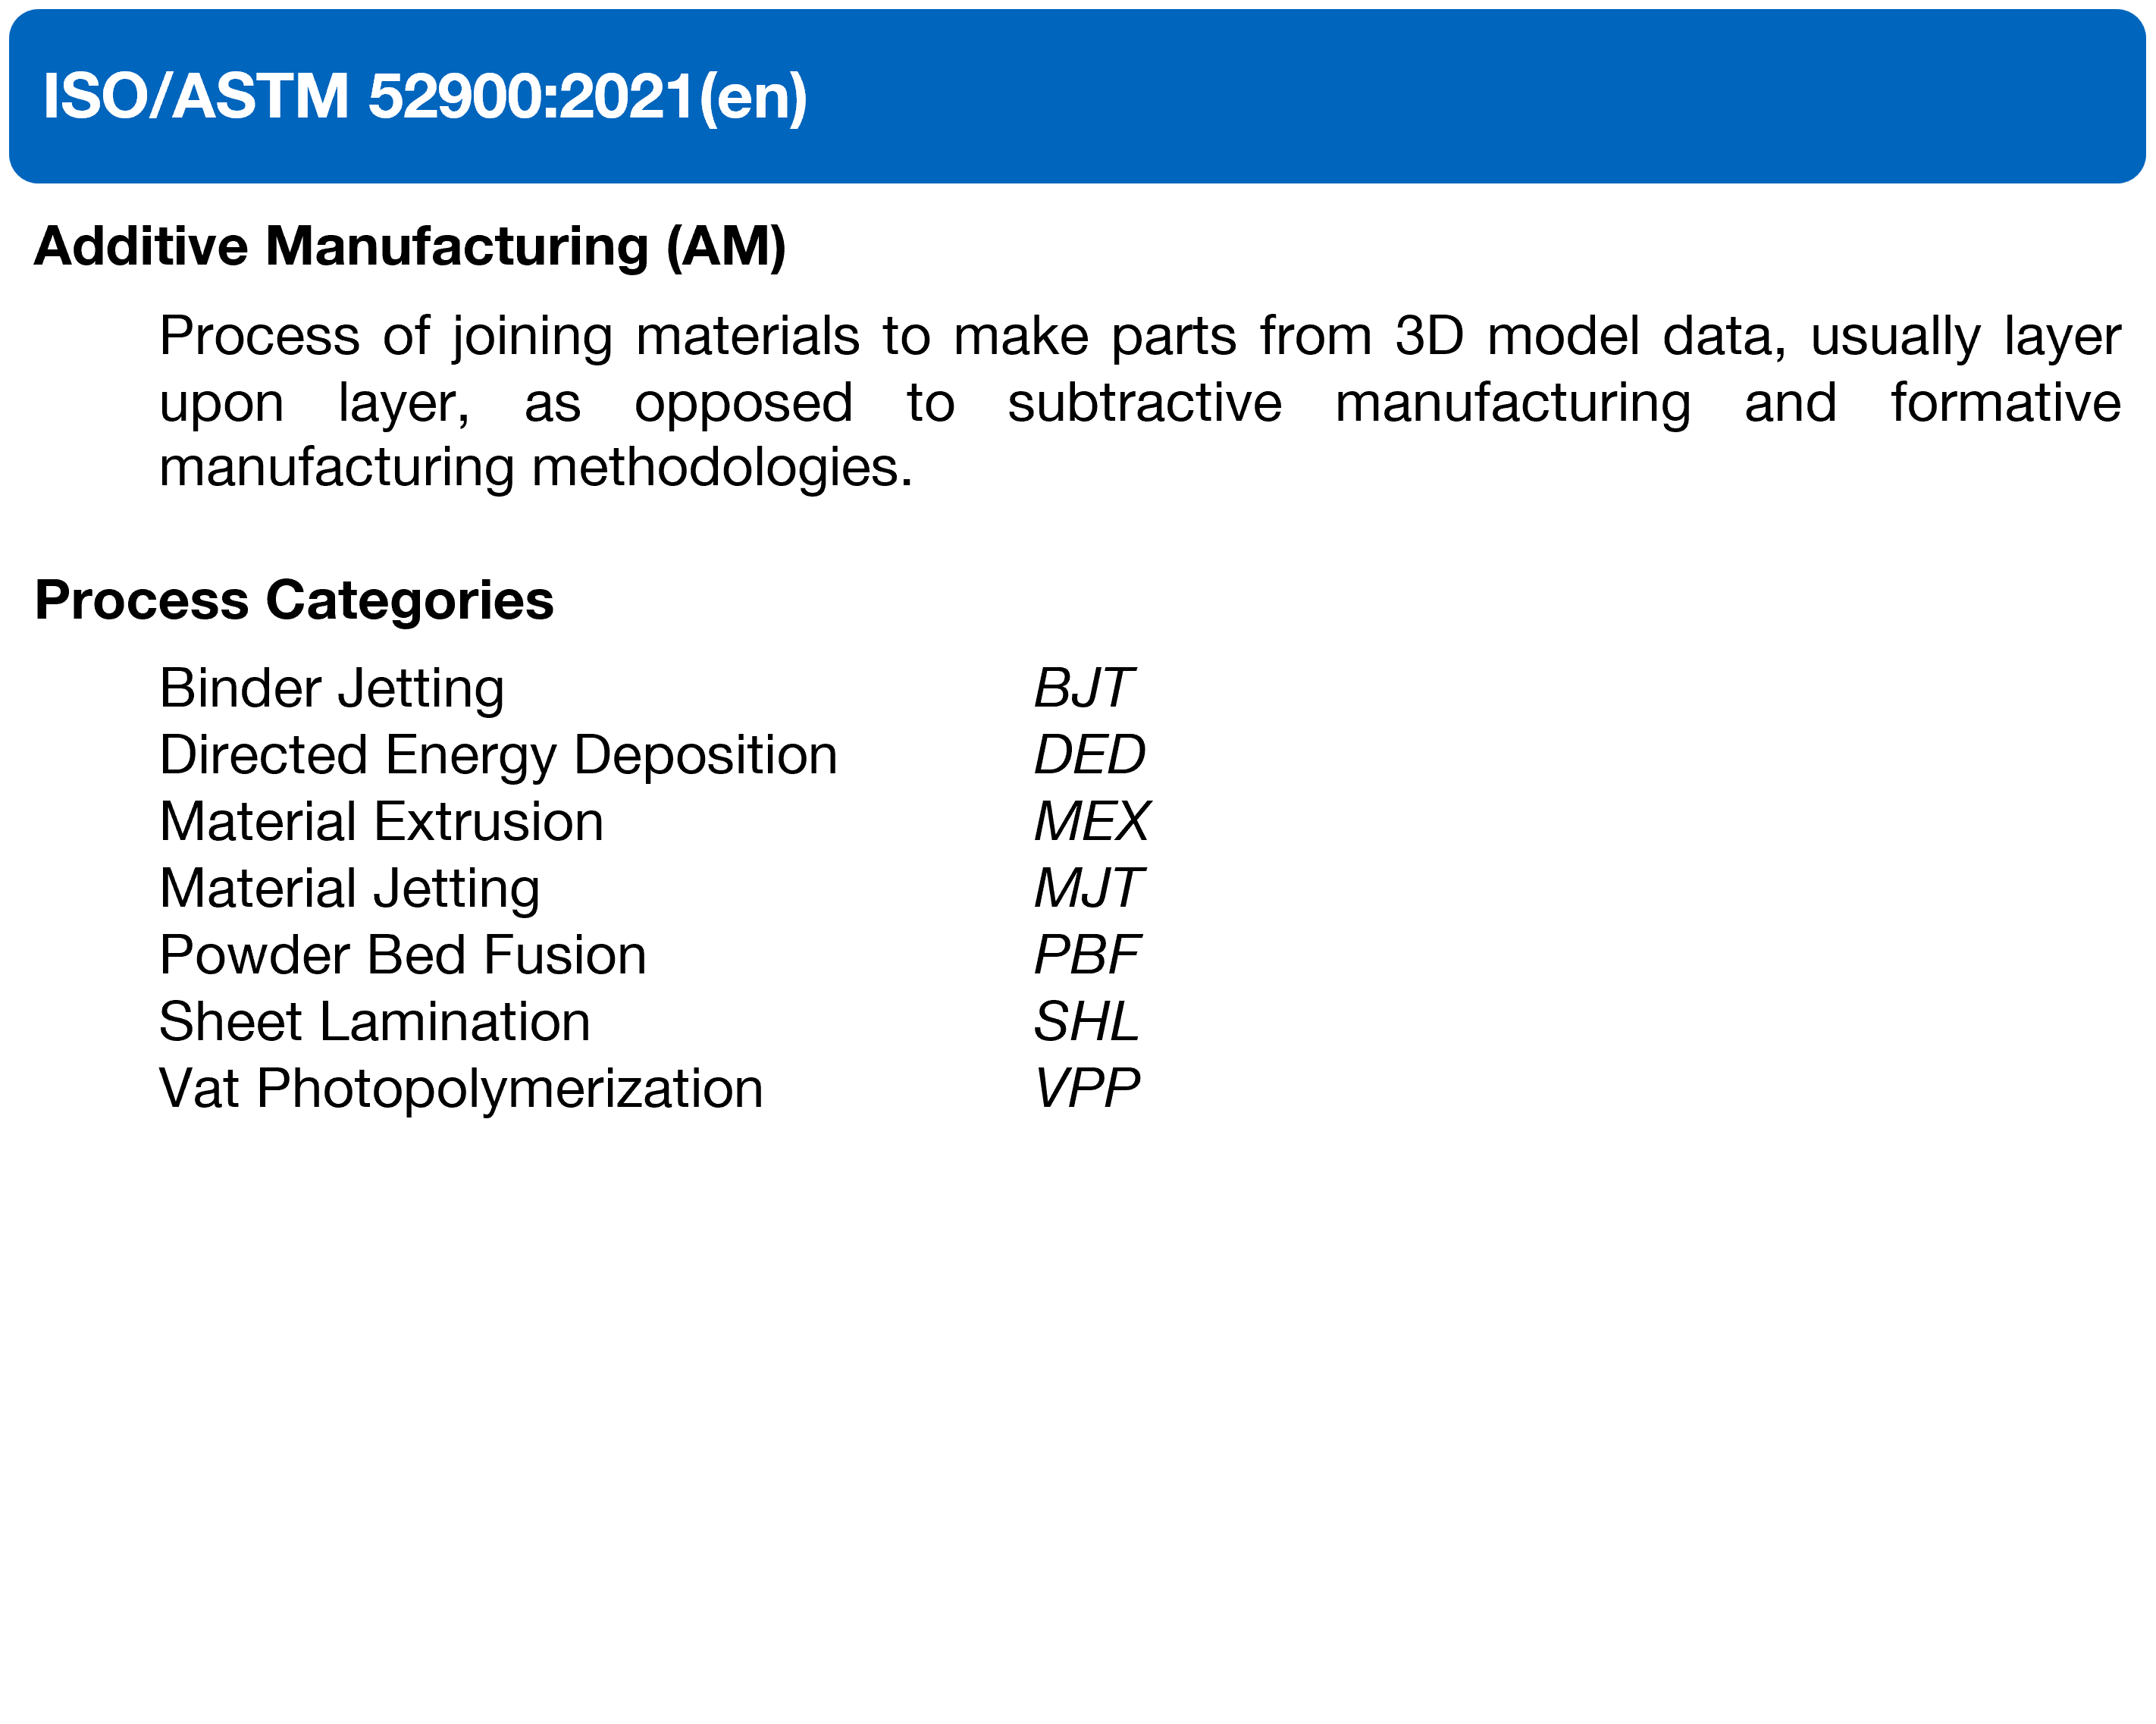 ISO/ASTM 52900:2021(en)
Additive Manufacturing (AM)
Process of joining materials to make parts from 3D model data, usually layer
upon layer, as opposed to subtractive manufacturing and formative
manufacturing methodologies.
Process Categories
Binder Jetting BJT
Directed Energy Deposition DED
Material Extrusion MEX
Material Jetting MJT
Powder Bed Fusion PBF
Sheet Lamination SHL
Vat Photopolymerization VPP